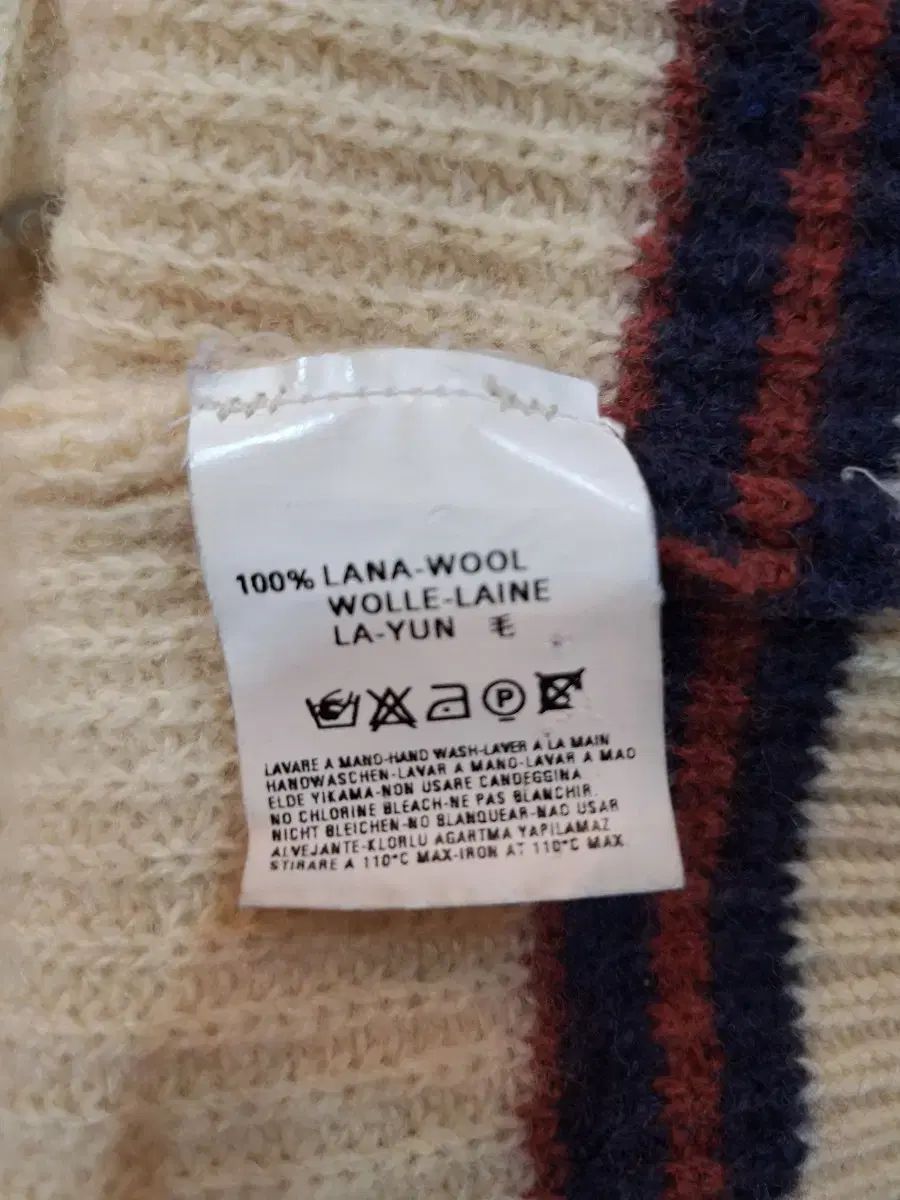 100% LANA-WOOL
WOLLE-LAINE
LA-YUN 毛
P
LAVARE A MANO-HAND WASH-LAVER A LA MAIN
HANDWASCHEN-LAVAR A MANO-LAVAR A MAO
ELDE YIKAMA-NON USARE CANDEGGINA
NO CHLORINE BLEACH-NE PAS BLANCHIR.
NICHT BLEICHEN-NO BLANQUEAR-NAO USAR
ALVEJANTE-KLORLU AGARTMA YAPILAMAZ
STIRARE A 110°C MAX-IRON AT 110°C MAX